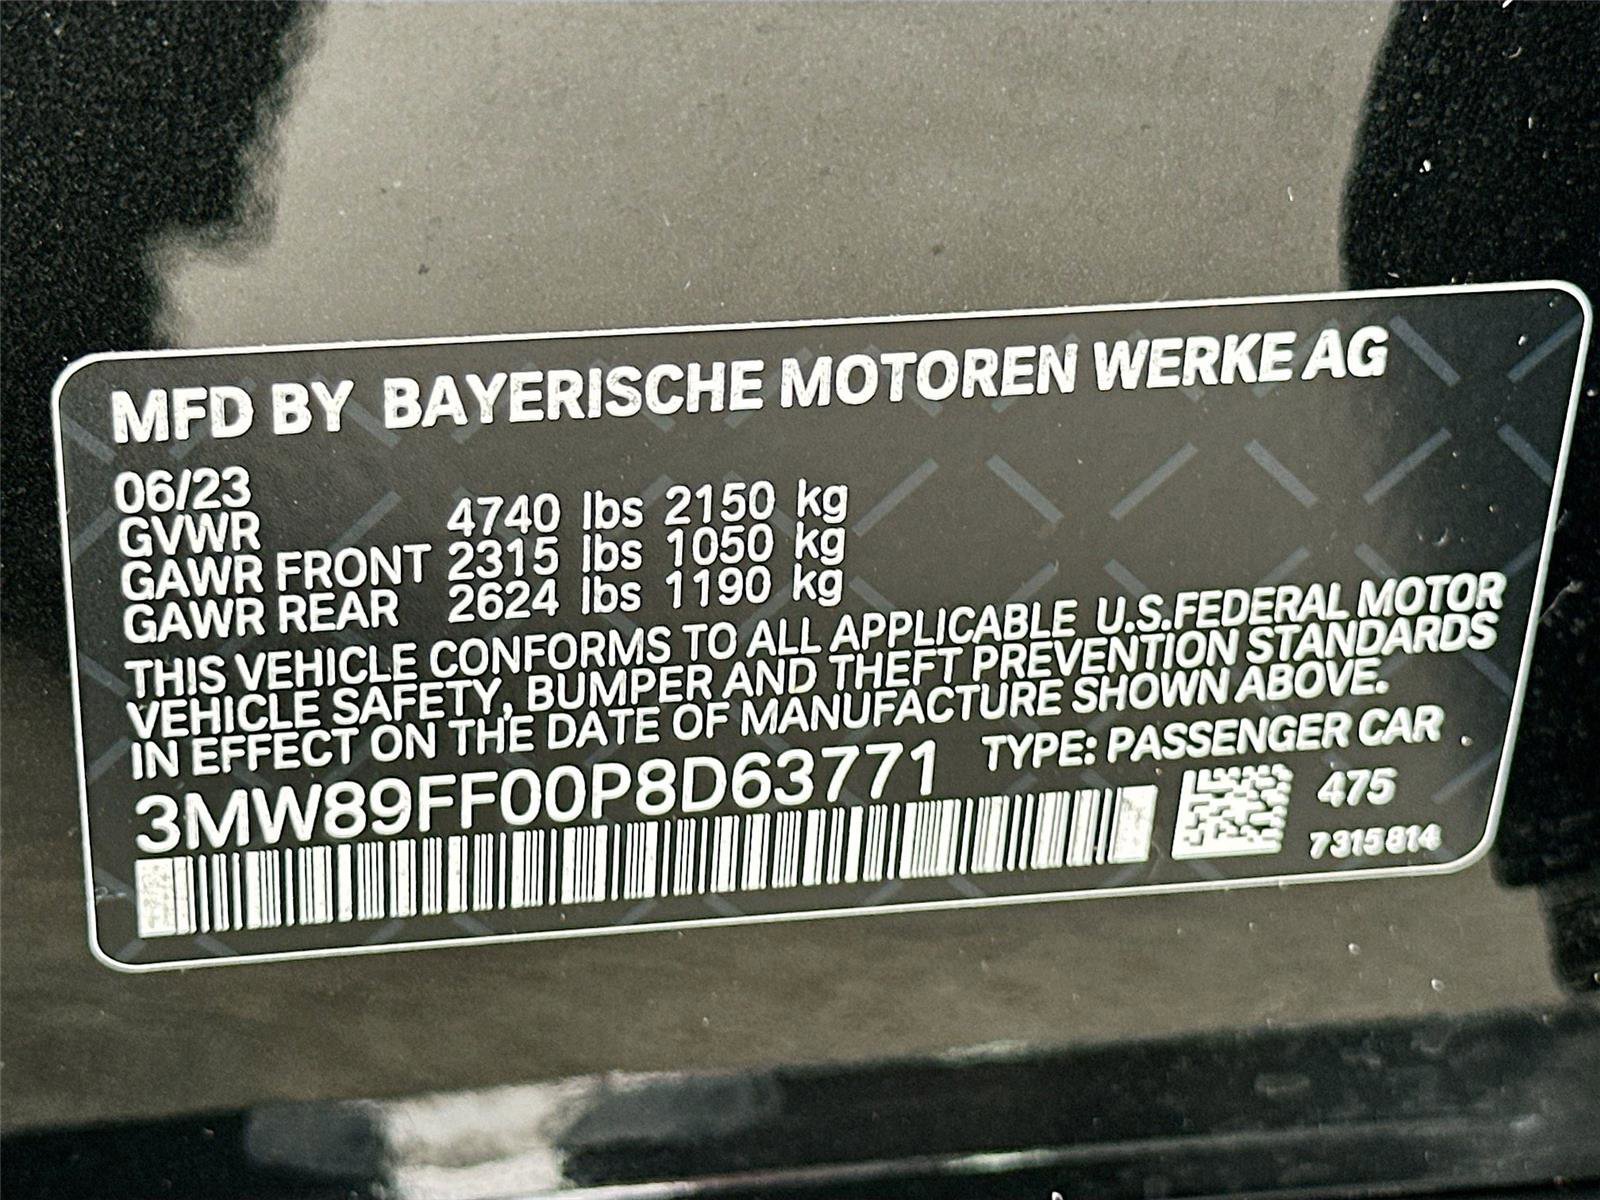 MFD BY BAYERISCHE MOTOREN WERKE AG
06/23
GVWR 4740 lbs 2150 kg
GAWR FRONT 2315 lbs 1050 kg
GAWR REAR 2624 lbs 1190 kg
THIS VEHICLE CONFORMS TO ALL APPLICABLE U.S.FEDERAL MOTOR
VEHICLE SAFETY, BUMPER AND THEFT PREVENTION STANDARDS
IN EFFECT ON THE DATE OF MANUFACTURE SHOWN ABOVE.
3MW89FF00P8D63771 TYPE: PASSENGER CAR
475
7315814